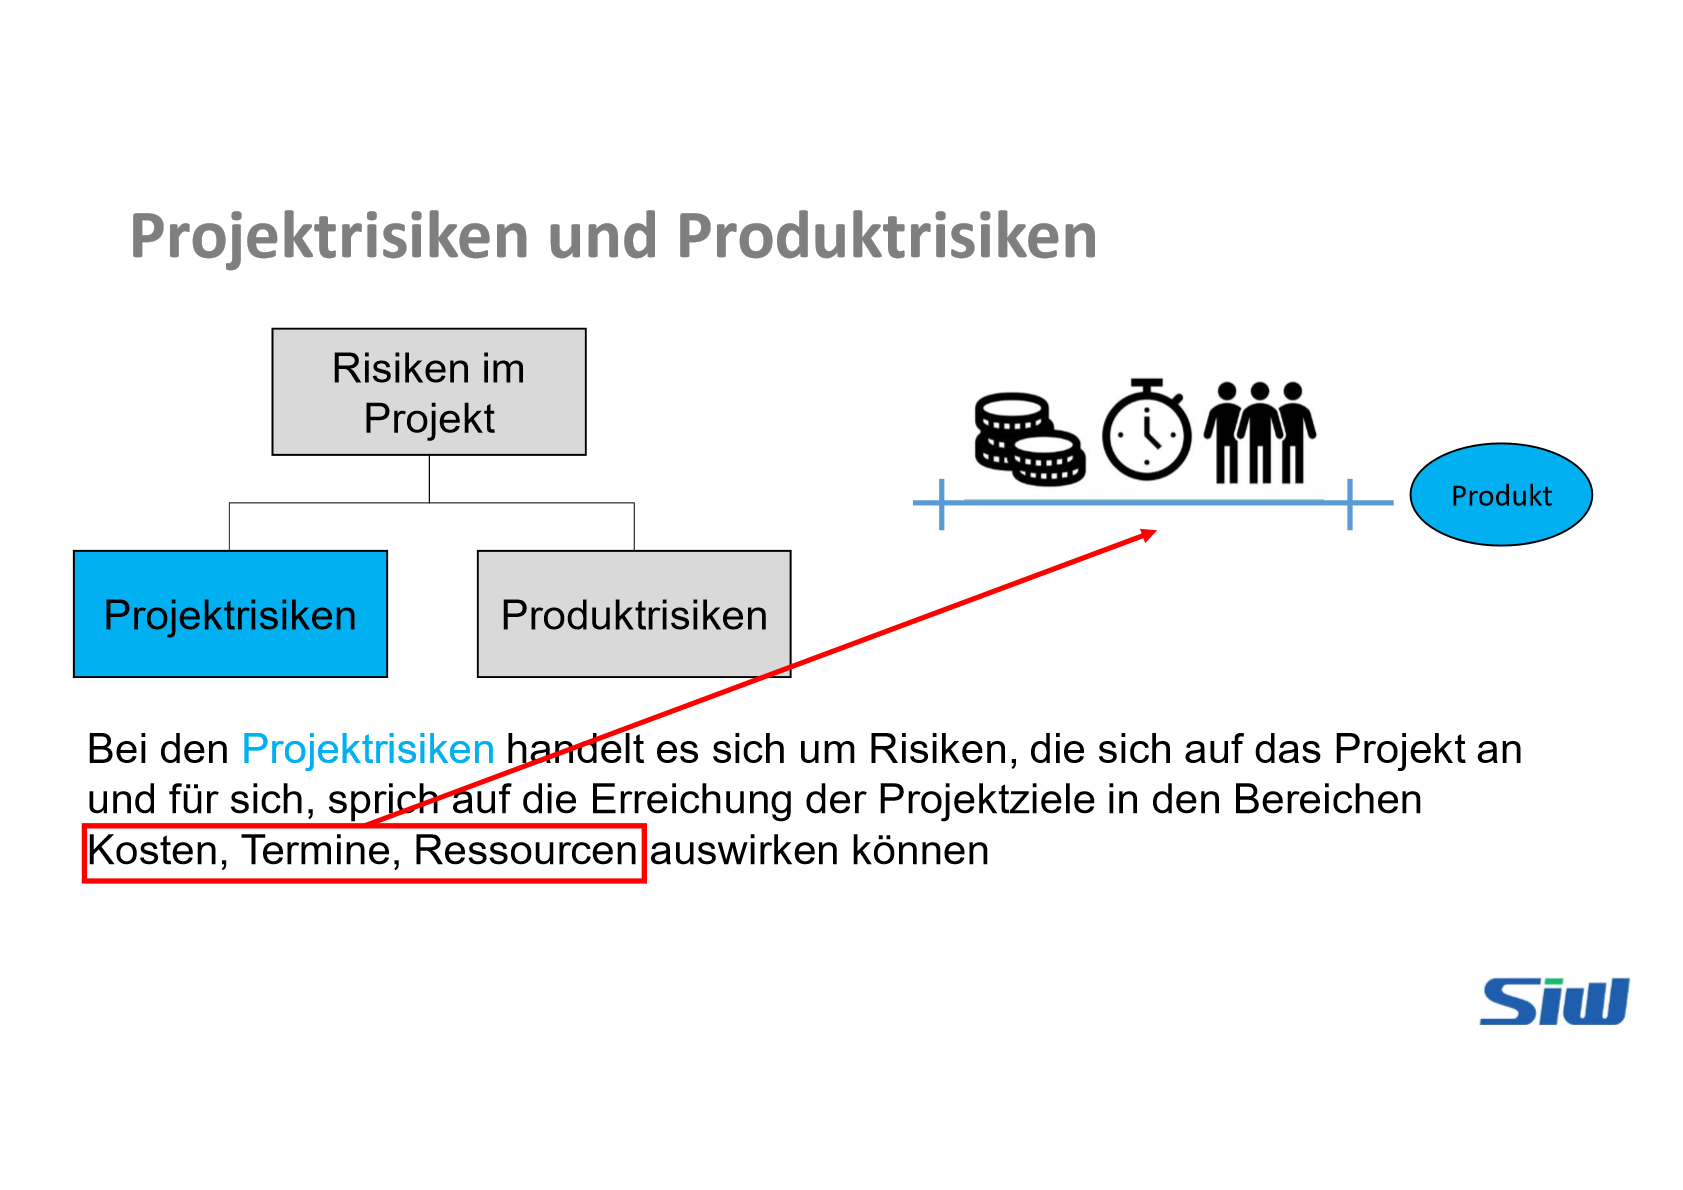 Projektrisiken und Produktrisiken
Risiken im
Projekt
Projektrisiken
Produktrisiken
Produkt
Bei den Projektrisiken handelt es sich um Risiken, die sich auf das Projekt an
und für sich, sprich auf die Erreichung der Projektziele in den Bereichen
Kosten, Termine, Ressourcen auswirken können
Siw